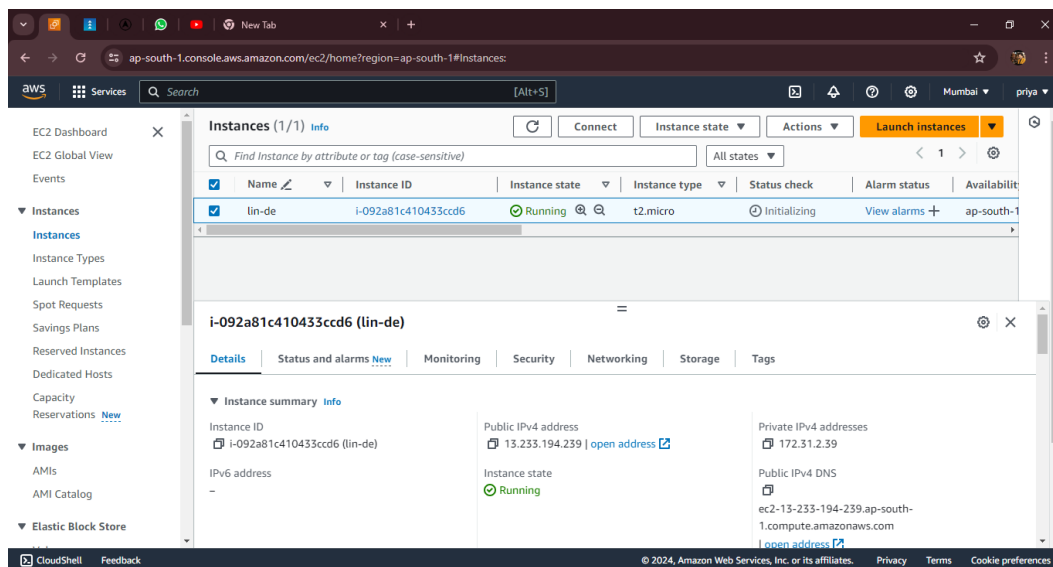 New Tab
ap-south-1.console.aws.amazon.com/ec2/home?region=ap-south-1#Instances:
aws Services Search [Alt+S] Mumbai priya
EC2 Dashboard
EC2 Global View
Events
Instances
Instances
Instance Types
Launch Templates
Spot Requests
Savings Plans
Reserved Instances
Dedicated Hosts
Capacity
Reservations New
Images
AMIs
AMI Catalog
Elastic Block Store
Instances (1/1) Info Connect Instance state Actions Launch instances
Find Instance by attribute or tag (case-sensitive) All states 1
Name Instance ID Instance state Instance type Status check Alarm status Availabilit
lin-de i-092a81c410433ccd6 Running t2.micro Initializing View alarms + ap-south-1
i-092a81c410433ccd6 (lin-de)
Details Status and alarms New Monitoring Security Networking Storage Tags
Instance summary Info
Instance ID
i-092a81c410433ccd6 (lin-de)
Public IPv4 address
13.233.194.239 | open address
Private IPv4 addresses
172.31.2.39
IPv6 address
–
Instance state
Running
Public IPv4 DNS
ec2-13-233-194-239.ap-south-
1.compute.amazonaws.com
| open address
CloudShell Feedback © 2024, Amazon Web Services, Inc. or its affiliates. Privacy Terms Cookie preferences